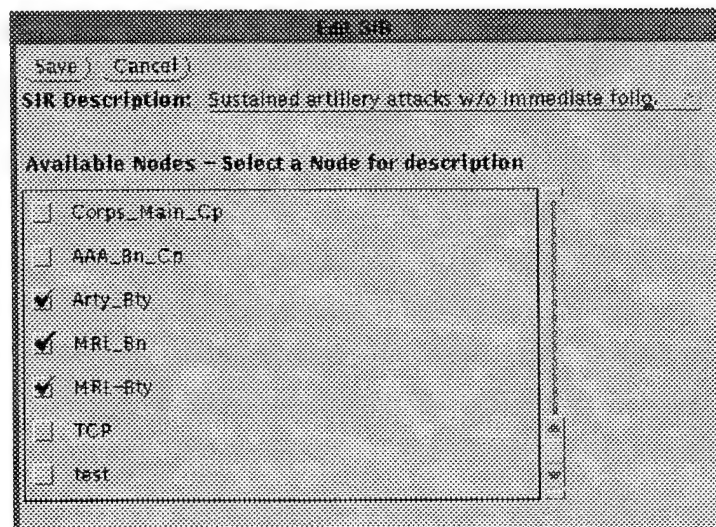 Edit SIR
Save Cancel
SIR Description: Sustained artillery attacks w/o immediate follo
Available Nodes – Select a Node for description
Corps_Main_Cp
AAA_Bn_Cp
Arty_Bty
MRL_Bn
MRL-Bty
TCP
test